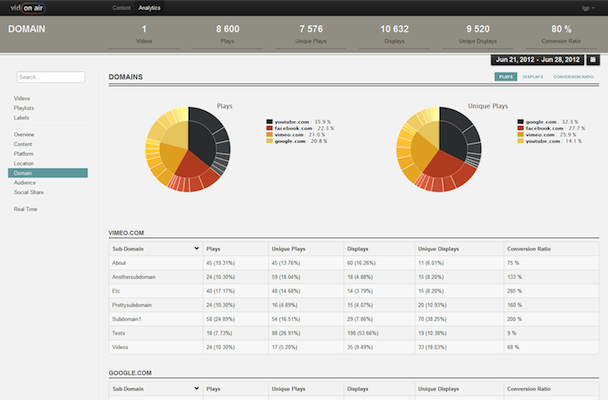 vid on air Content Analytics
DOMAIN
1 8 600 7 576 10 632 9 520 80 %
Videos Plays Unique Plays Displays Unique Displays Conversion Ratio
Jun 21, 2012 - Jun 28, 2012
Search...
DOMAINS
PLAYS DISPLAYS CONVERSION RATIO
Videos
Playlists
Labels
Overview
Content
Platform
Location
Domain
Audience
Social Share
Real Time
Plays
youtube.com : 35.9 %
facebook.com : 22.3 %
vimeo.com : 21.0 %
google.com : 20.8 %
Unique Plays
google.com : 32.3 %
facebook.com : 27.7 %
vimeo.com : 25.9 %
youtube.com : 14.1 %
VIMEO.COM
Sub-Domain Plays Unique Plays Displays Unique Displays Conversion Ratio
About 45 (19.31%) 45 (13.76%) 60 (16.26%) 11 (6.01%) 75 %
Anothersubdomain 24 (10.30%) 59 (18.04%) 18 (4.88%) 15 (8.20%) 133 %
Etc 40 (17.17%) 48 (14.68%) 14 (3.79%) 15 (8.20%) 285 %
Prettysubdomain 24 (10.30%) 16 (4.89%) 15 (4.07%) 20 (10.93%) 160 %
Subdomain1 58 (24.89%) 54 (16.51%) 29 (7.86%) 70 (38.25%) 200 %
Tests 18 (7.73%) 88 (26.91%) 198 (53.66%) 19 (10.38%) 9 %
Videos 24 (10.30%) 17 (5.20%) 35 (9.49%) 33 (18.03%) 68 %
GOOGLE.COM
Sub-Domain Plays Unique Plays Displays Unique Displays Conversion Ratio